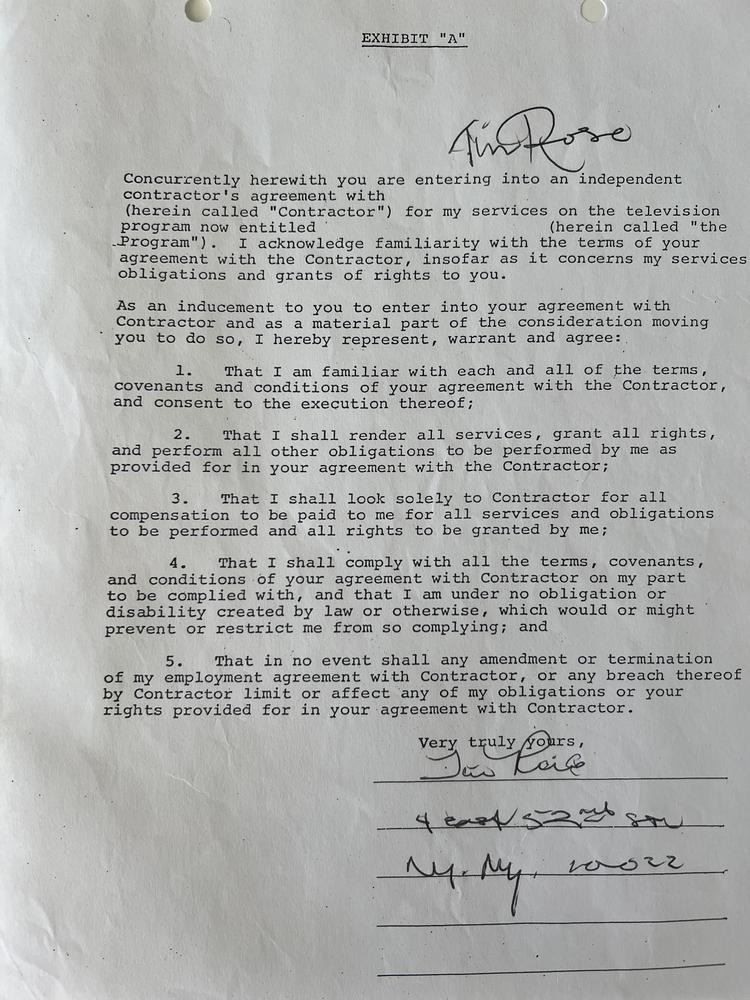 EXHIBIT "A"
Tim Rose
Concurrently herewith you are entering into an independent
contractor's agreement with
(herein called "Contractor") for my services on the television
program now entitled (herein called "the
Program"). I acknowledge familiarity with the terms of your
agreement with the Contractor, insofar as it concerns my services
obligations and grants of rights to you.
As an inducement to you to enter into your agreement with
Contractor and as a material part of the consideration moving
you to do so, I hereby represent, warrant and agree:
1. That I am familiar with each and all of the terms,
covenants and conditions of your agreement with the Contractor,
and consent to the execution thereof;
2. That I shall render all services, grant all rights,
and perform all other obligations to be performed by me as
provided for in your agreement with the Contractor;
3. That I shall look solely to Contractor for all
compensation to be paid to me for all services and obligations
to be performed and all rights to be granted by me;
4. That I shall comply with all the terms, covenants,
and conditions of your agreement with Contractor on my part
to be complied with, and that I am under no obligation or
disability created by law or otherwise, which would or might
prevent or restrict me from so complying; and
5. That in no event shall any amendment or termination
of my employment agreement with Contractor, or any breach thereof
by Contractor limit or affect any of my obligations or your
rights provided for in your agreement with Contractor.
Very truly yours,
4 east 52nd
Ny. Ny. 10022